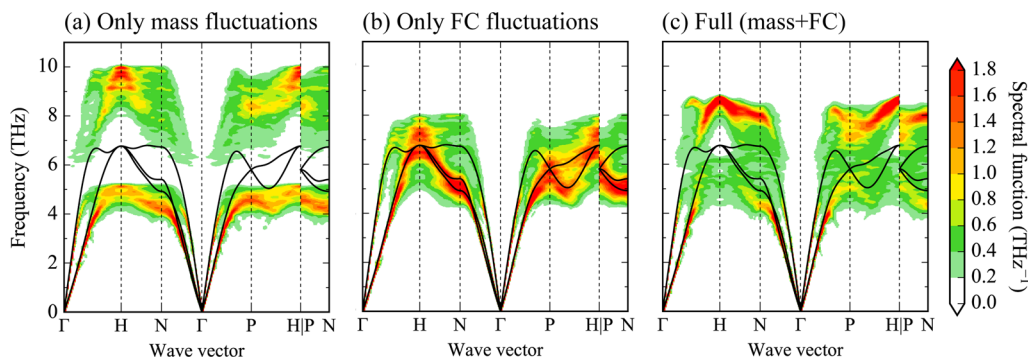 (a) Only mass fluctuations
(b) Only FC fluctuations
(c) Full (mass+FC)
Frequency (THz)
10
8
6
4
2
0
Γ H N Γ P H|P N
Γ H N Γ P H|P N
Γ H N Γ P H|P N
Wave vector
Wave vector
Wave vector
1.8
1.6
1.4
1.2
1.0
0.8
0.6
0.4
0.2
0.0
Spectral function (THz⁻¹)